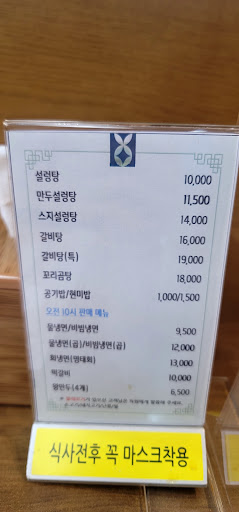 설렁탕 10,000
만두설렁탕 11,500
스지설렁탕 14,000
갈비탕 16,000
갈비탕(특) 19,000
꼬리곰탕 18,000
공기밥/현미밥 1,000/1,500
오전 10시 판매 메뉴
물냉면/비빔냉면 9,500
물냉면(곱)/비빔냉면(곱) 12,000
회냉면(명태회) 13,000
떡갈비 10,000
왕만두(4개) 6,500
식사전후 꼭 마스크착용